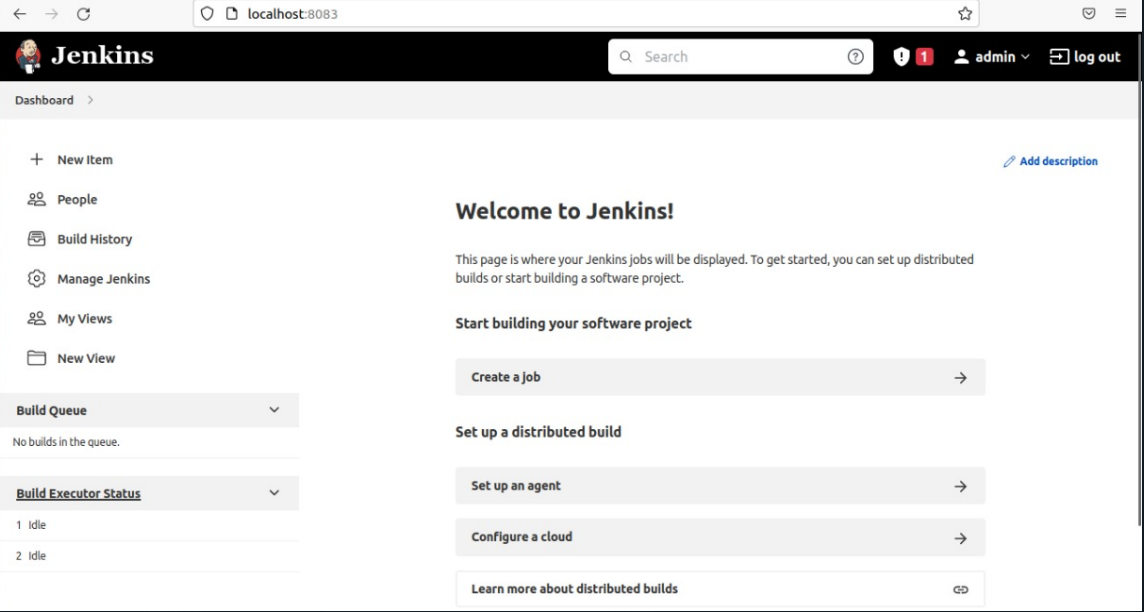 localhost:8083
Jenkins
Search
1
admin
log out
Dashboard
New Item
People
Build History
Manage Jenkins
My Views
New View
Build Queue
No builds in the queue.
Build Executor Status
1 Idle
2 Idle
Add description
Welcome to Jenkins!
This page is where your Jenkins jobs will be displayed. To get started, you can set up distributed
builds or start building a software project.
Start building your software project
Create a job
Set up a distributed build
Set up an agent
Configure a cloud
Learn more about distributed builds